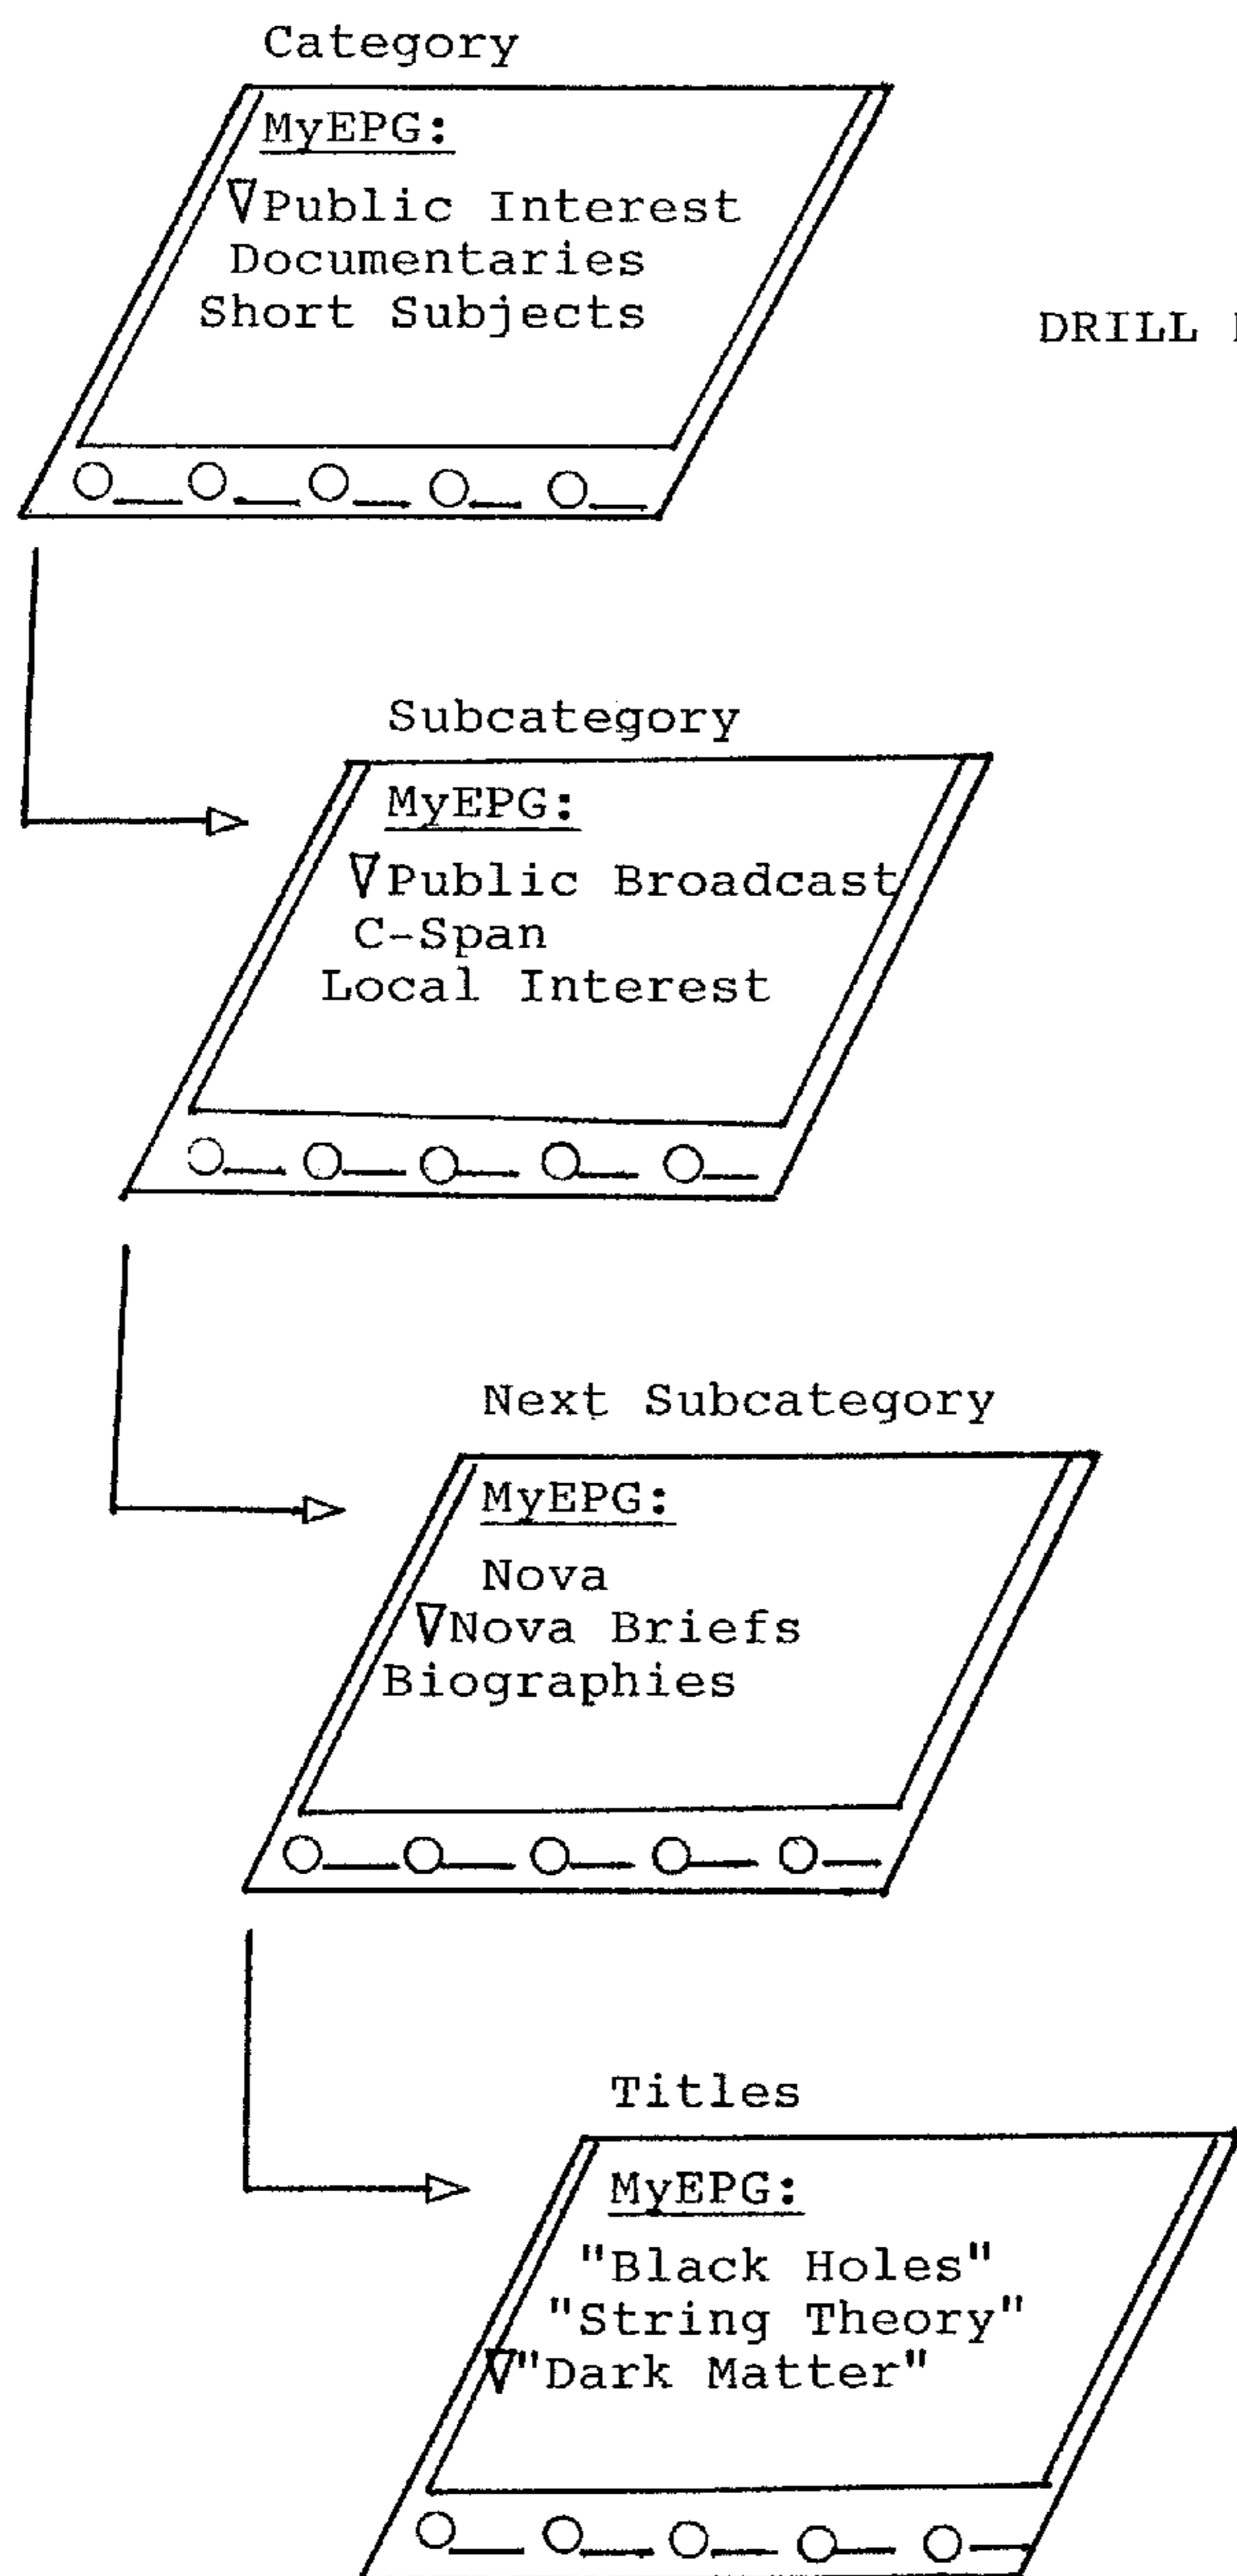 Category
MyEPG:
Public Interest
Documentaries
Short Subjects
DRILL
Subcategory
MyEPG:
Public Broadcast
C-Span
Local Interest
Next Subcategory
MyEPG:
Nova
Nova Briefs
Biographies
Titles
MyEPG:
"Black Holes"
"String Theory"
"Dark Matter"